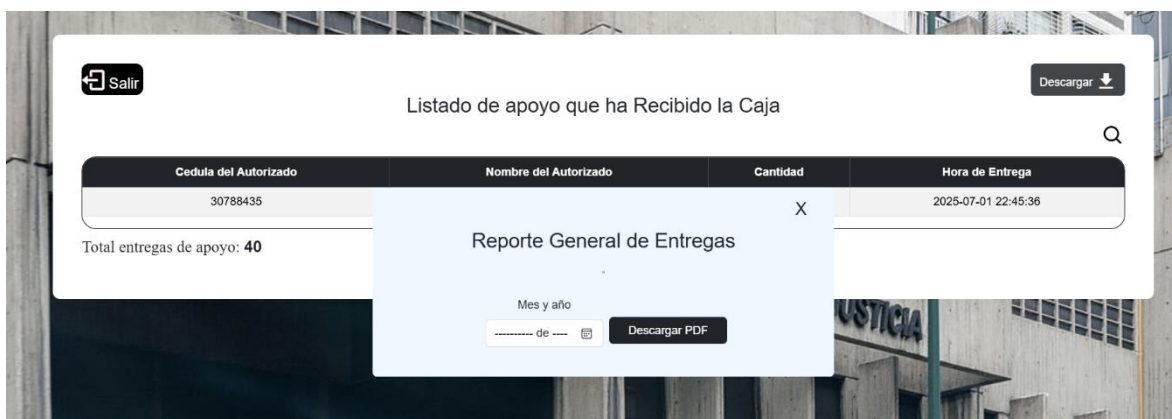 Salir
Descargar
Listado de apoyo que ha Recibido la Caja
Cedula del Autorizado Nombre del Autorizado Cantidad Hora de Entrega
30788435 2025-07-01 22:45:36
X
Total entregas de apoyo: 40
Reporte General de Entregas
Mes y año
---------- de ---- Descargar PDF
USTICIA